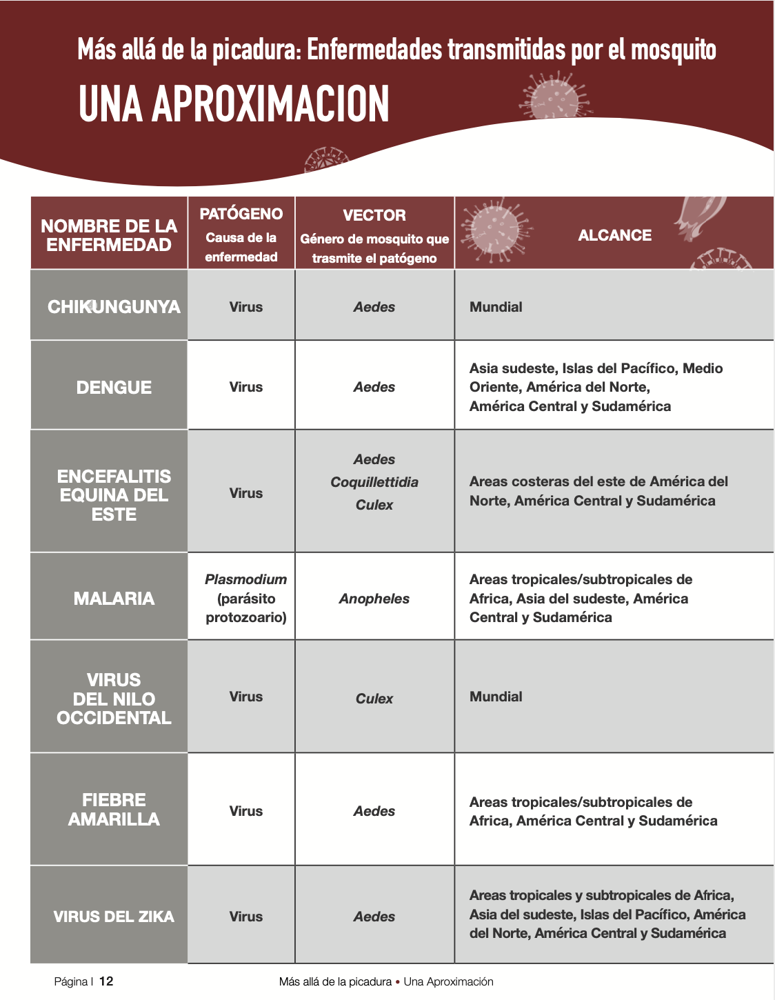 Más allá de la picadura: Enfermedades transmitidas por el mosquito
UNA APROXIMACION
NOMBRE DE LA
ENFERMEDAD
PATÓGENO
Causa de la
enfermedad
VECTOR
Género de mosquito que
trasmite el patógeno
ALCANCE
CHIKUNGUNYA
Virus
Aedes
Mundial
DENGUE
Virus
Aedes
Asia sudeste, Islas del Pacífico, Medio
Oriente, América del Norte,
América Central y Sudamérica
ENCEFALITIS
EQUINA DEL
ESTE
Virus
Aedes
Coquillettidia
Culex
Areas costeras del este de América del
Norte, América Central y Sudamérica
MALARIA
Plasmodium
(parásito
protozoario)
Anopheles
Areas tropicales/subtropicales de
Africa, Asia del sudeste, América
Central y Sudamérica
VIRUS
DEL NILO
OCCIDENTAL
Virus
Culex
Mundial
FIEBRE
AMARILLA
Virus
Aedes
Areas tropicales/subtropicales de
Africa, América Central y Sudamérica
VIRUS DEL ZIKA
Virus
Aedes
Areas tropicales y subtropicales de Africa,
Asia del sudeste, Islas del Pacífico, América
del Norte, América Central y Sudamérica
Página I 12
Más allá de la picadura • Una Aproximación